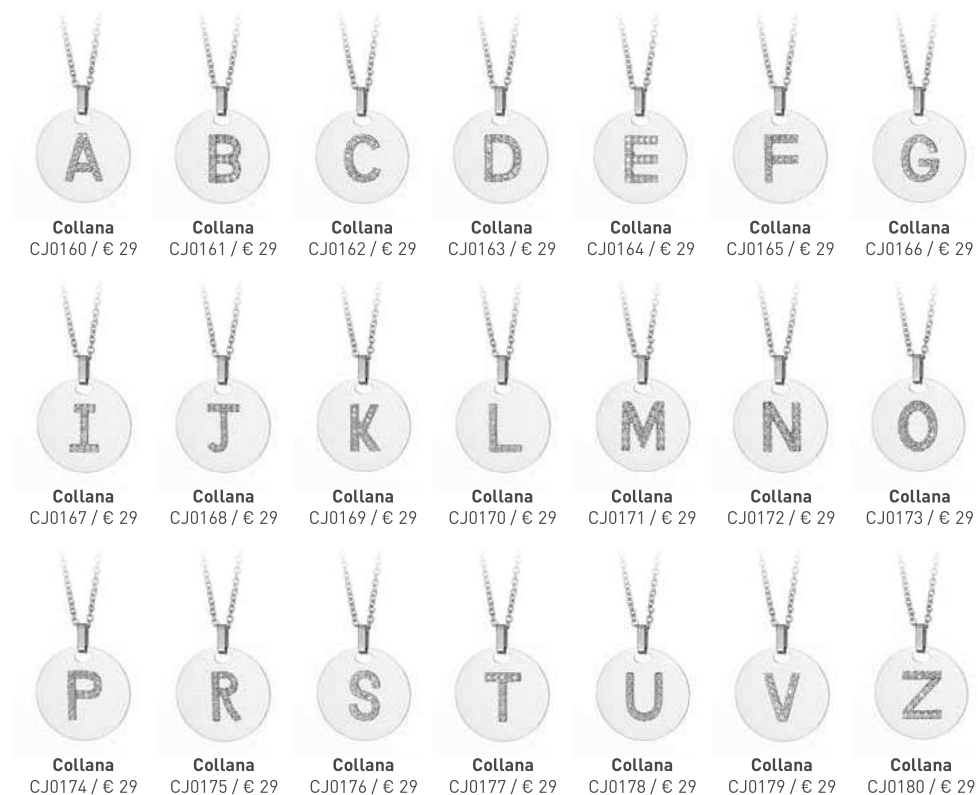 A B C D E F G
Collana Collana Collana Collana Collana Collana Collana
CJ0160 / € 29 CJ0161 / € 29 CJ0162 / € 29 CJ0163 / € 29 CJ0164 / € 29 CJ0165 / € 29 CJ0166 / € 29
I J K L M N O
Collana Collana Collana Collana Collana Collana Collana
CJ0167 / € 29 CJ0168 / € 29 CJ0169 / € 29 CJ0170 / € 29 CJ0171 / € 29 CJ0172 / € 29 CJ0173 / € 29
P R S T U V Z
Collana Collana Collana Collana Collana Collana Collana
CJ0174 / € 29 CJ0175 / € 29 CJ0176 / € 29 CJ0177 / € 29 CJ0178 / € 29 CJ0179 / € 29 CJ0180 / € 29